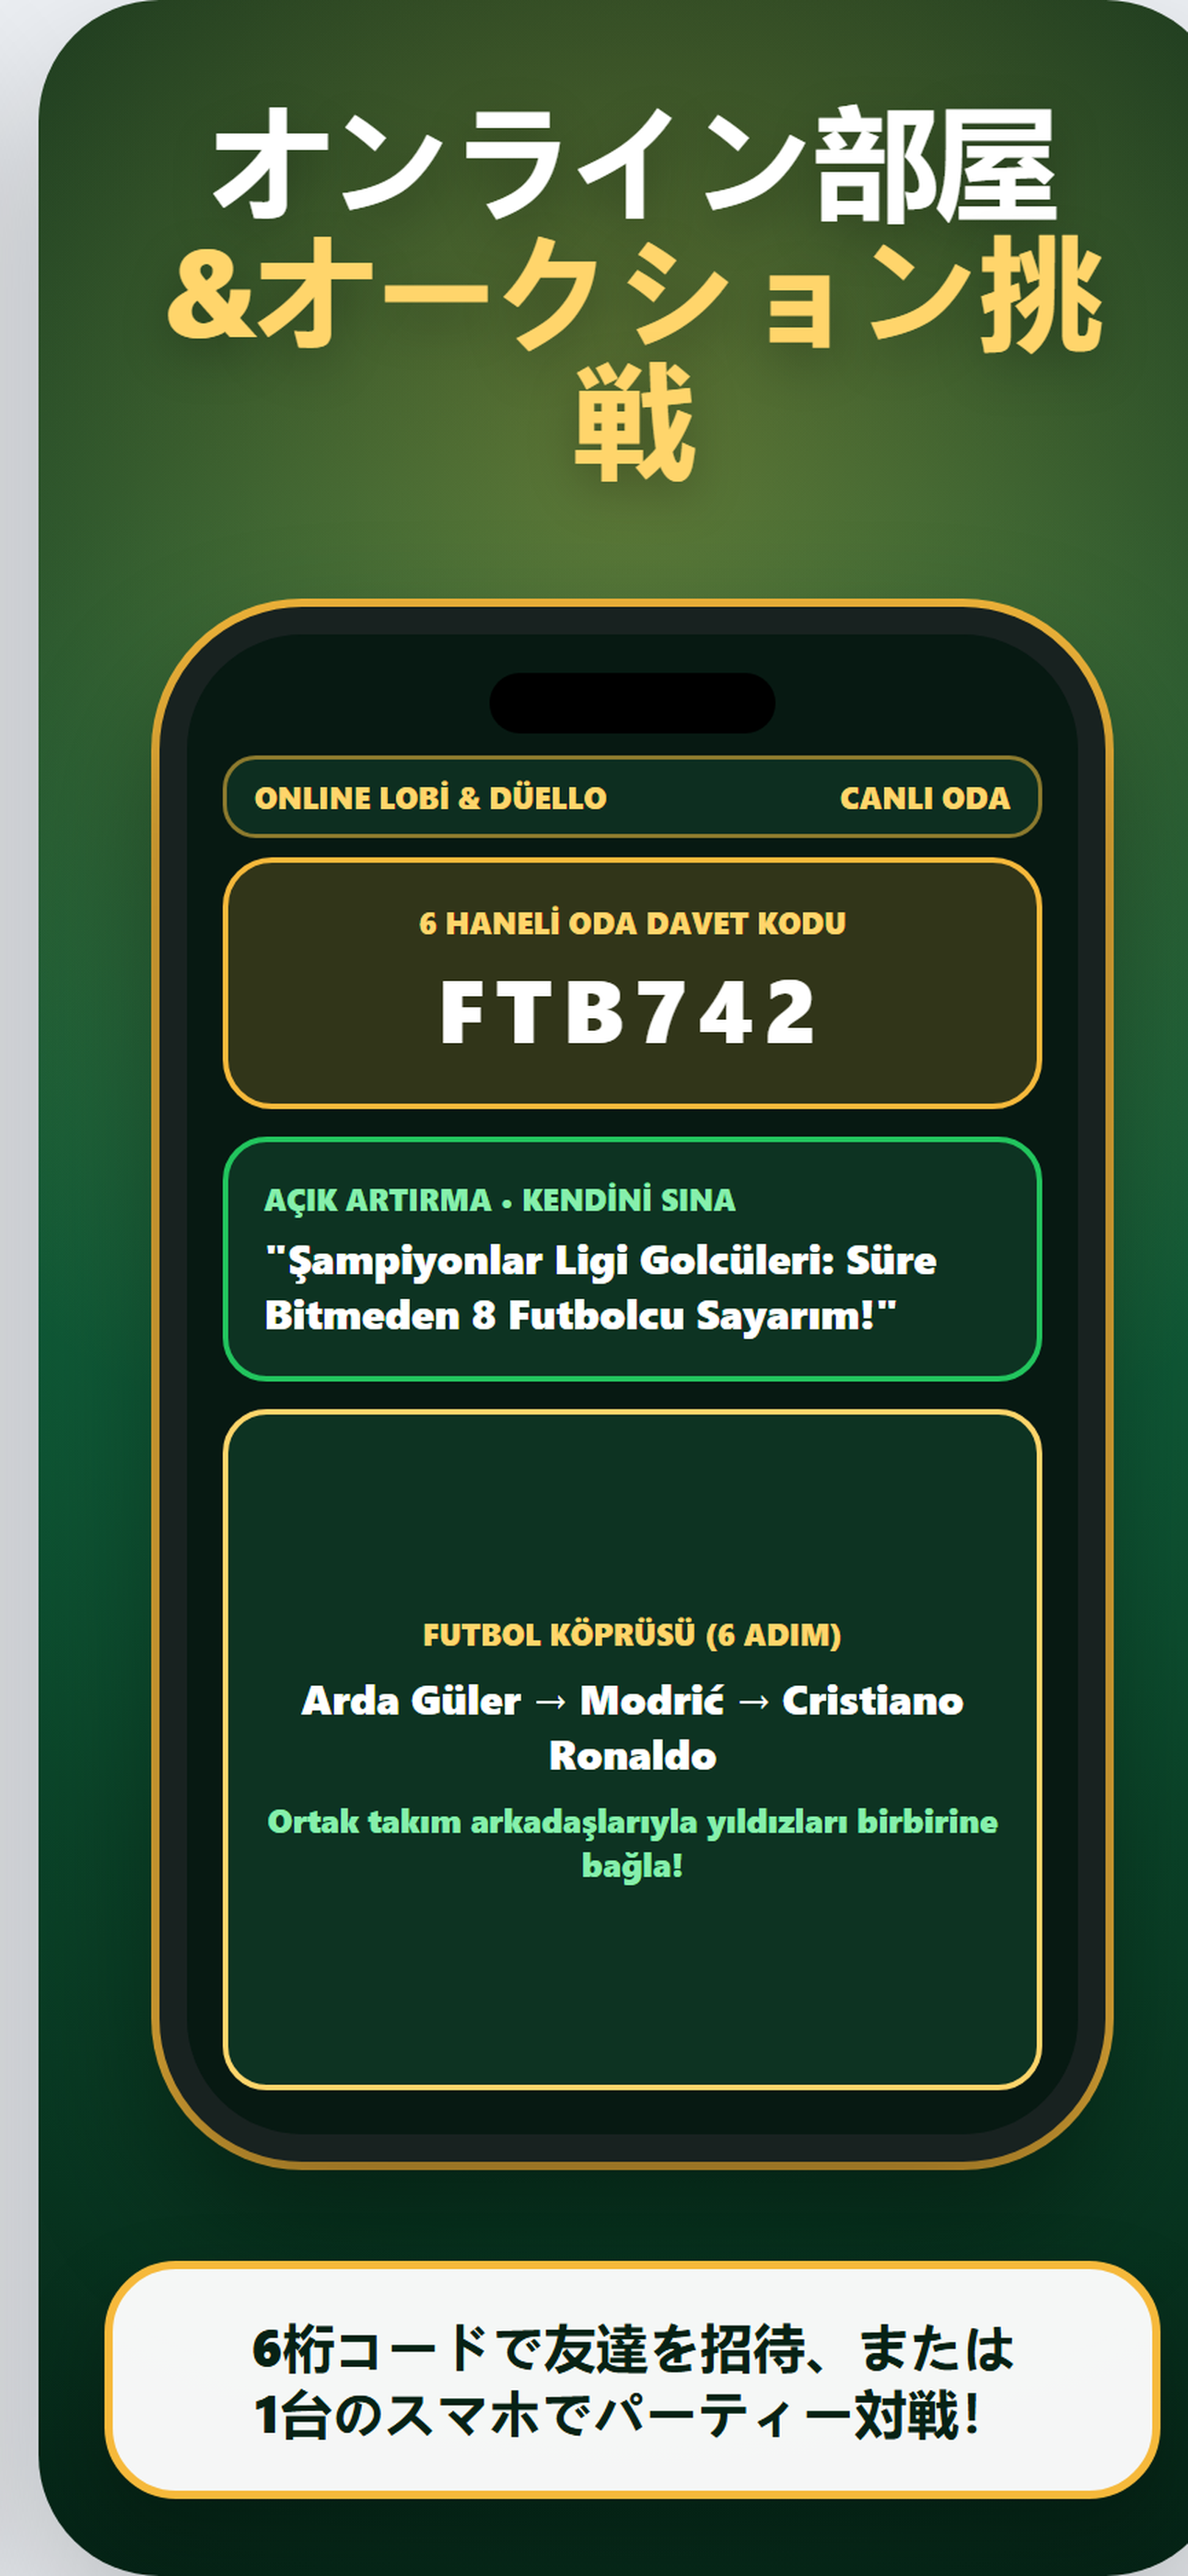 オンライン部屋
&オークション挑
戦
ONLINE LOBİ & DÜELLO CANLI ODA
6 HANELİ ODA DAVET KODU
FTB742
AÇIK ARTIRMA • KENDİNİ SINA
"Şampiyonlar Ligi Golcüleri: Süre
Bitmeden 8 Futbolcu Sayarım!"
FUTBOL KÖPRÜSÜ (6 ADIM)
Arda Güler → Modrić → Cristiano
Ronaldo
Ortak takım arkadaşlarıyla yıldızları birbirine
bağla!
6桁コードで友達を招待、または
1台のスマホでパーティー対戦!